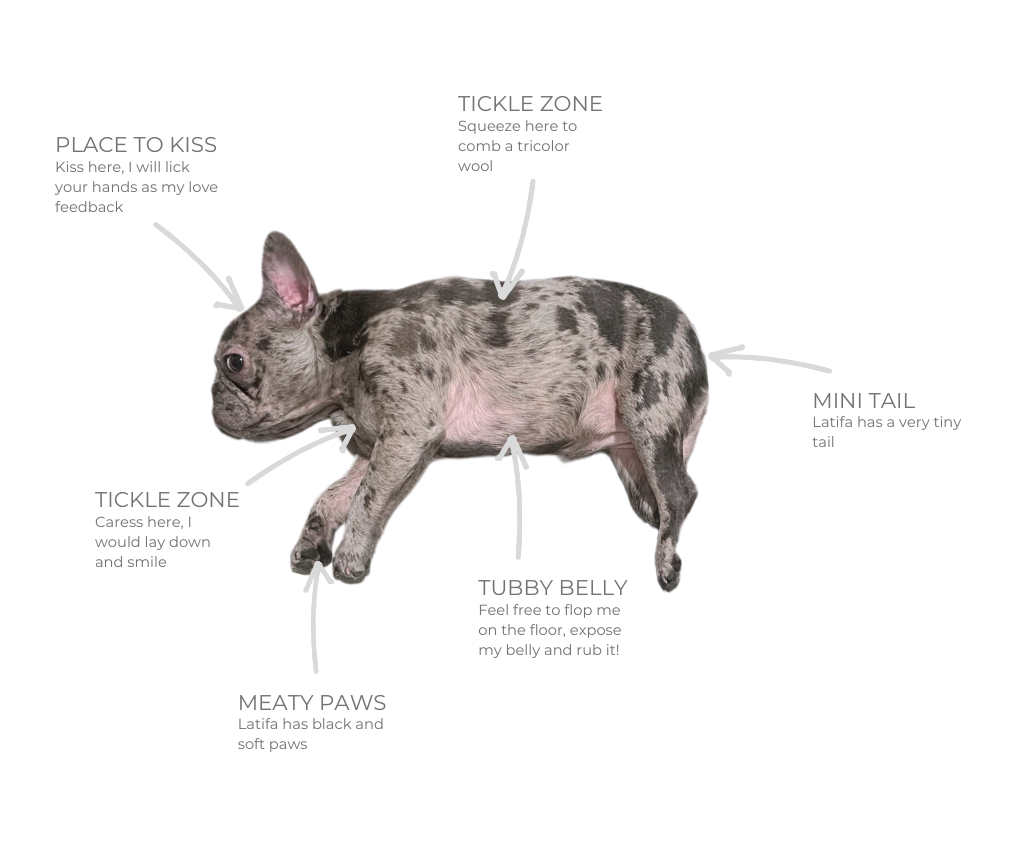 TICKLE ZONE
Squeeze here to
comb a tricolor
wool
PLACE TO KISS
Kiss here, I will lick
your hands as my love
feedback
MINI TAIL
Latifa has a very tiny
tail
TICKLE ZONE
Caress here, I
would lay down
and smile
TUBBY BELLY
Feel free to flop me
on the floor, expose
my belly and rub it!
MEATY PAWS
Latifa has black and
soft paws